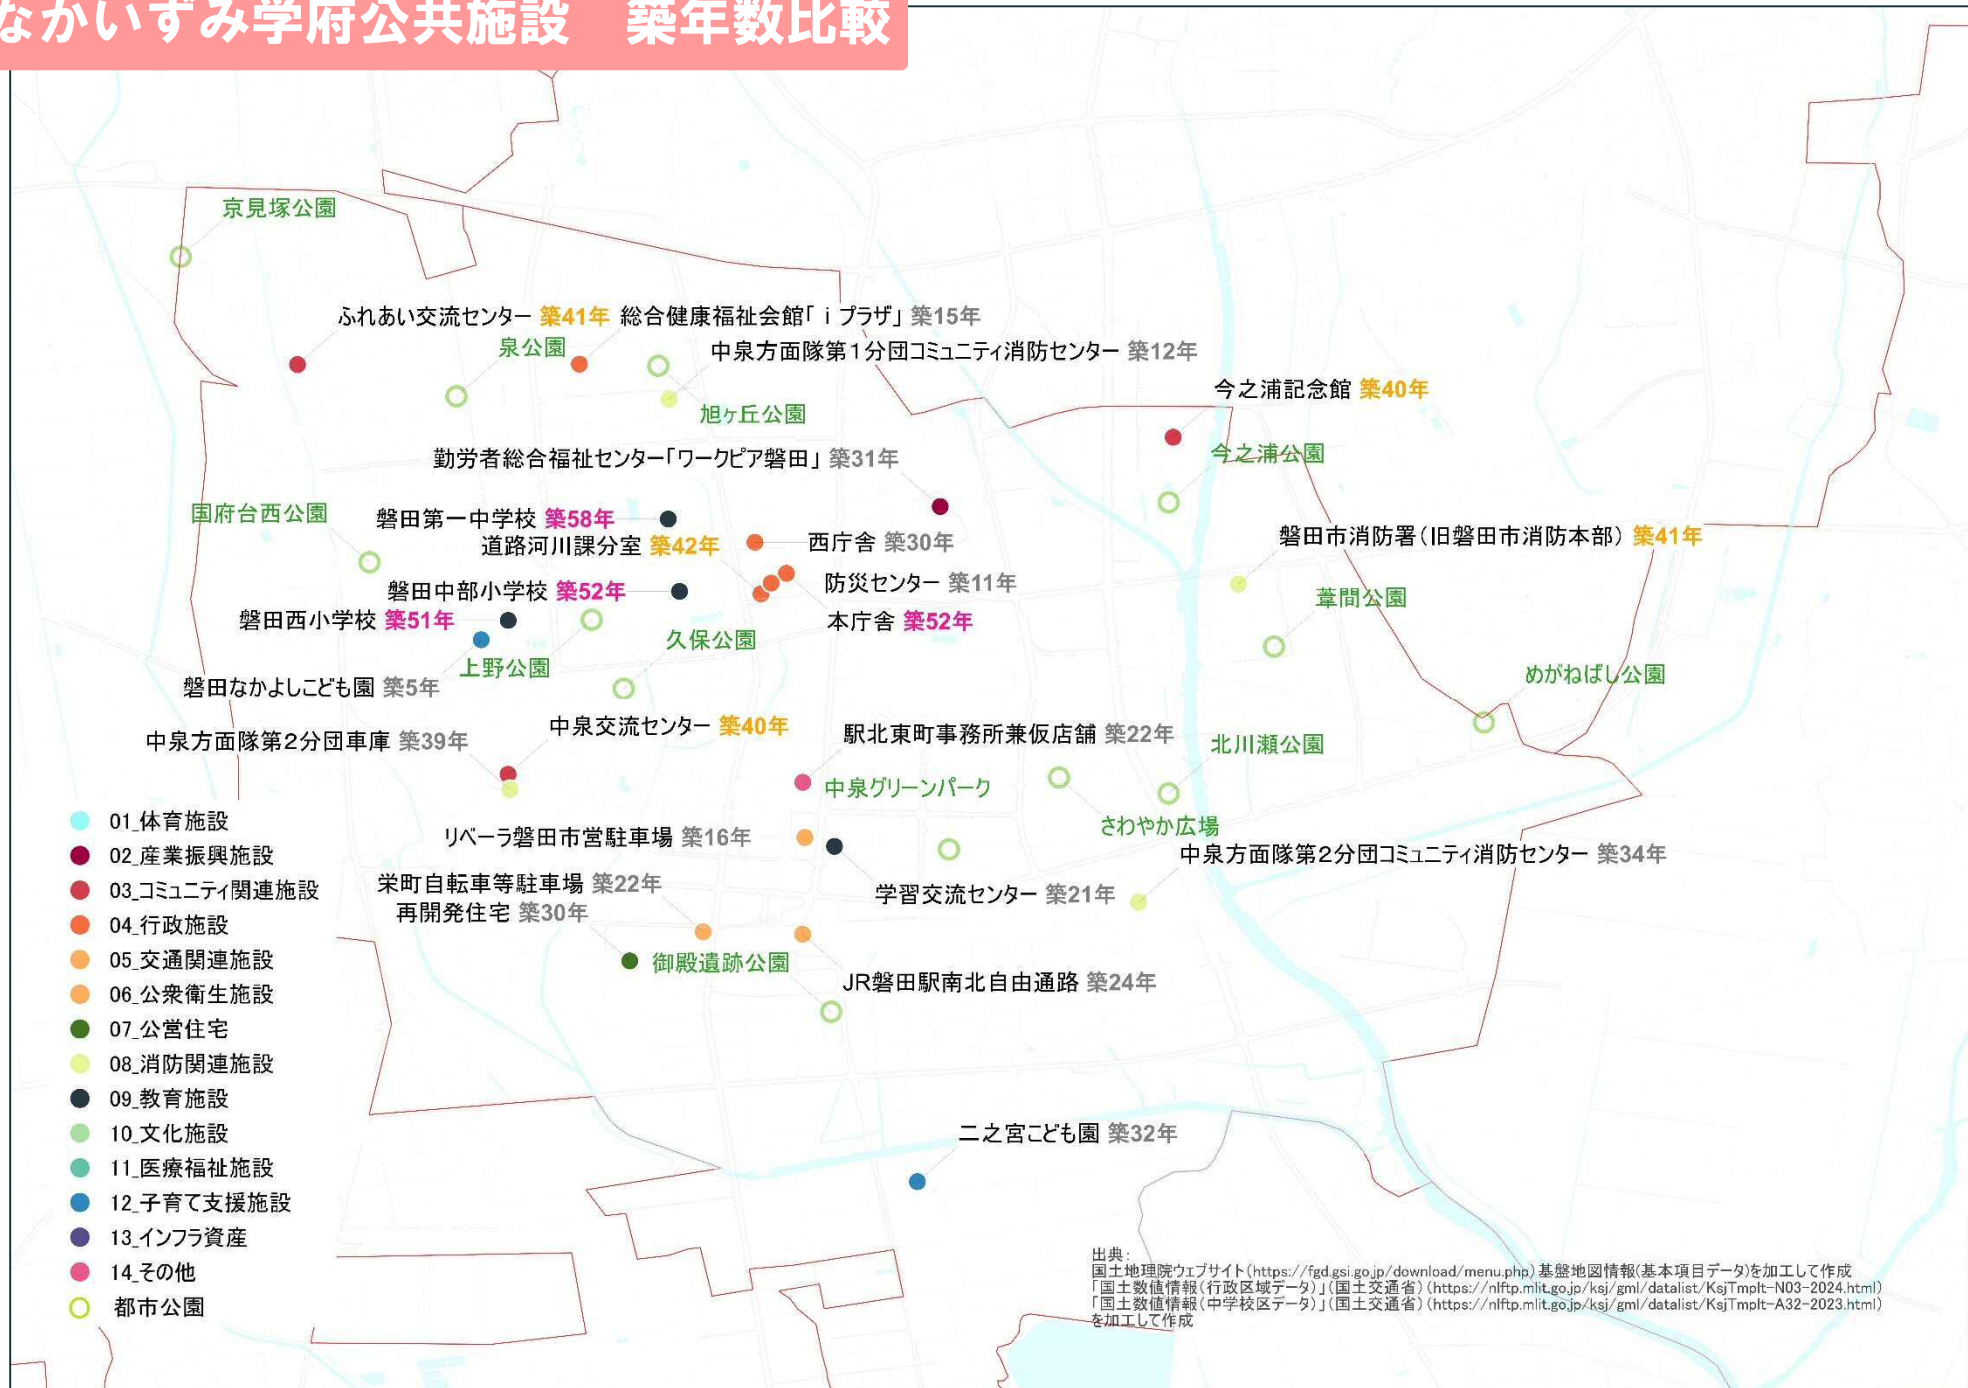 なかいずみ学府公共施設　築年数比較
京見塚公園
ふれあい交流センター 築41年
総合健康福祉会館「ｉプラザ」 築15年
泉公園
中泉方面隊第1分団コミュニティ消防センター 築12年
今之浦記念館 築40年
旭ヶ丘公園
今之浦公園
勤労者総合福祉センター「ワークピア磐田」 築31年
国府台西公園
磐田第一中学校 築58年
道路河川課分室 築42年
西庁舎 築30年
磐田市消防署（旧磐田市消防本部） 築41年
防災センター 築11年
磐田中部小学校 築52年
葦間公園
磐田西小学校 築51年
本庁舎 築52年
久保公園
上野公園
めがねばし公園
磐田なかよしこども園 築5年
中泉交流センター 築40年
中泉方面隊第2分団車庫 築39年
駅北東町事務所兼仮店舗 築22年
北川瀬公園
中泉グリーンパーク
さわやか広場
リベーラ磐田市営駐車場 築16年
中泉方面隊第2分団コミュニティ消防センター 築34年
栄町自転車等駐車場 築22年
学習交流センター 築21年
再開発住宅 築30年
御殿遺跡公園
JR磐田駅南北自由通路 築24年
二之宮こども園 築32年
01_体育施設
02_産業振興施設
03_コミュニティ関連施設
04_行政施設
05_交通関連施設
06_公衆衛生施設
07_公営住宅
08_消防関連施設
09_教育施設
10_文化施設
11_医療福祉施設
12_子育て支援施設
13_インフラ資産
14_その他
都市公園
出典：
国土地理院ウェブサイト（https://fgd.gsi.go.jp/download/menu.php）基盤地図情報(基本項目データ)を加工して作成
「国土数値情報（行政区域データ）」（国土交通省）（https://nlftp.mlit.go.jp/ksj/gml/datalist/KsjTmplt-N03-2024.html）
「国土数値情報（中学校区データ）」（国土交通省）（https://nlftp.mlit.go.jp/ksj/gml/datalist/KsjTmplt-A32-2023.html）
を加工して作成